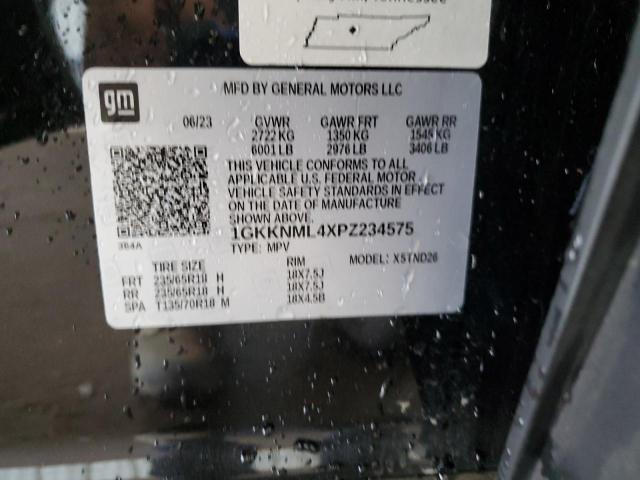 gm
MFD BY GENERAL MOTORS LLC
06/23 GVWR GAWR FRT GAWR RR
2722 KG 1350 KG 1545 KG
6001 LB 2976 LB 3406 LB
THIS VEHICLE CONFORMS TO ALL
APPLICABLE U.S. FEDERAL MOTOR
VEHICLE SAFETY STANDARDS IN EFFECT
ON THE DATE OF MANUFACTURE
SHOWN ABOVE.
1GKKNML4XPZ234575
384A
TYPE: MPV MODEL: X5TND26
TIRE SIZE RIM
FRT 235/65R18 H 18X7.5J
RR 235/65R18 H 18X7.5J
SPA T135/70R18 M 18X4.5B